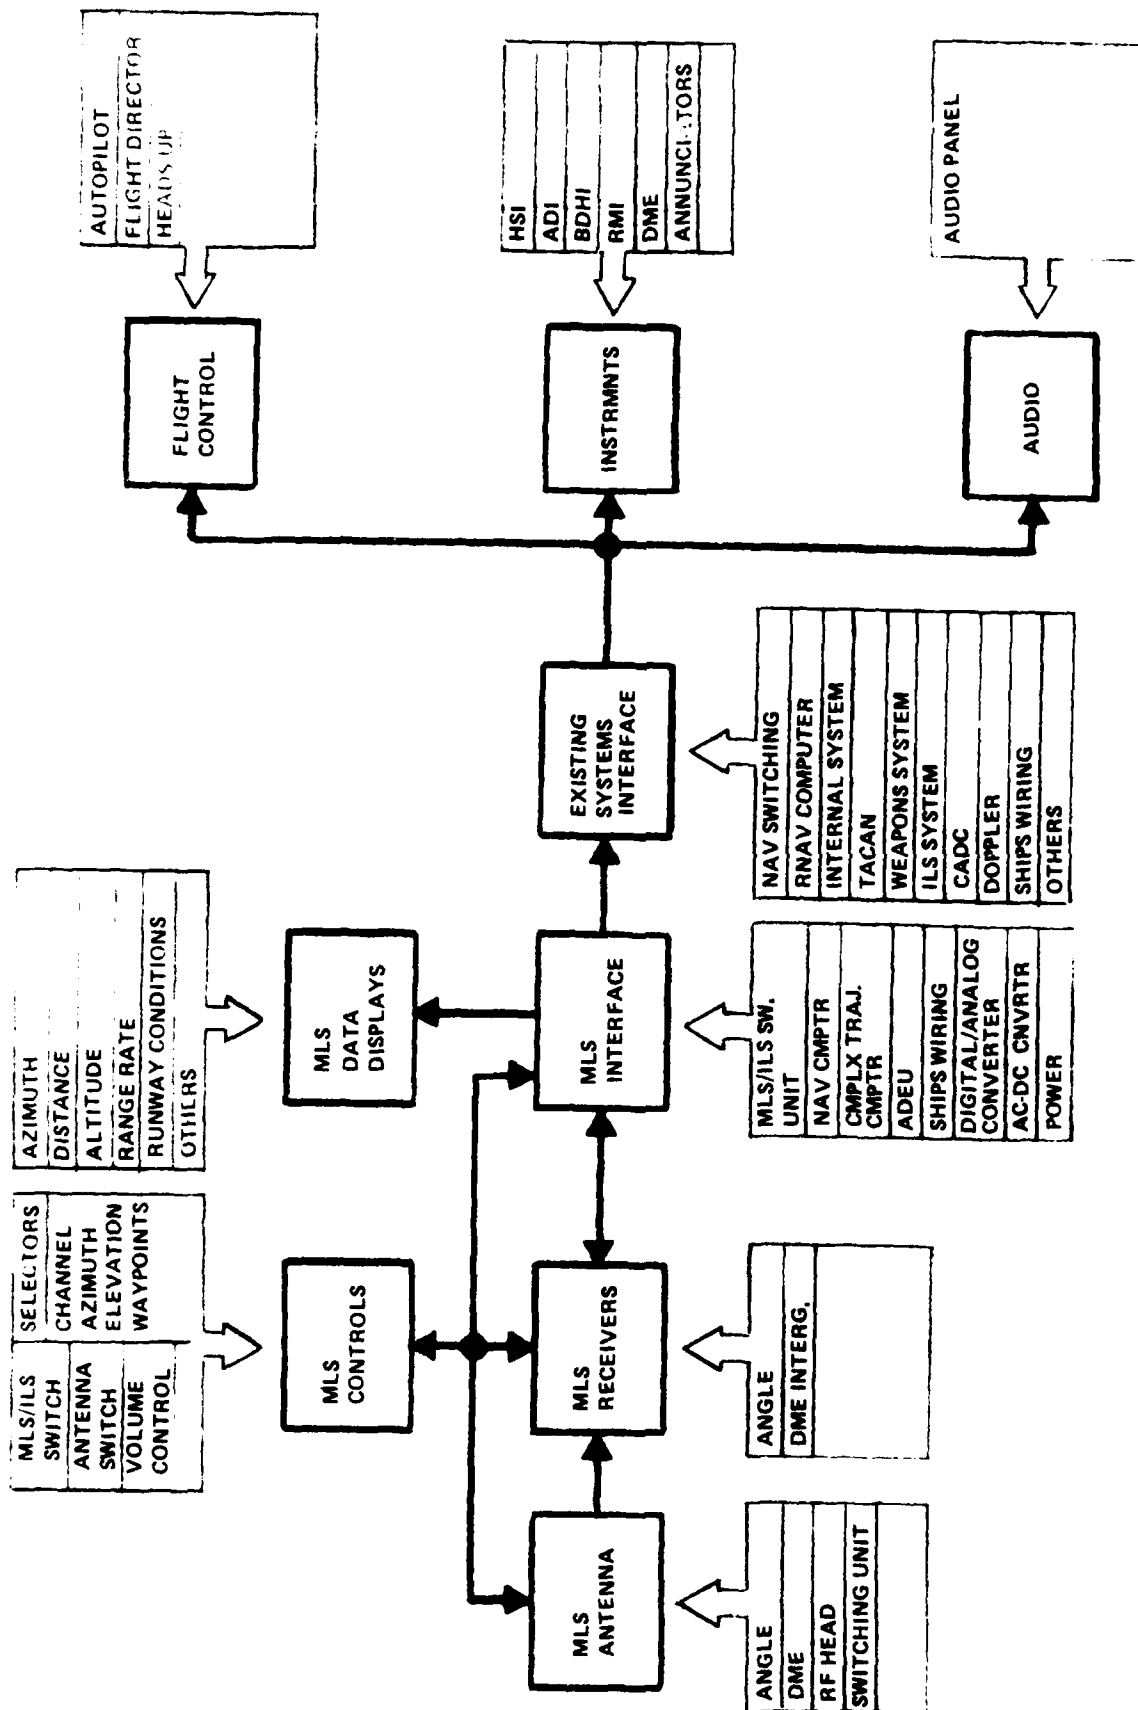 MLS/ILS
SWITCH
ANTENNA
SWITCH
VOLUME
CONTROL
SELECTORS
CHANNEL
AZIMUTH
ELEVATION
WAYPOINTS
AZIMUTH
DISTANCE
ALTITUDE
RANGE RATE
RUNWAY CONDITIONS
OTHERS
AUTOPILOT
FLIGHT DIRECTOR
HEADS UP
MLS
CONTROLS
MLS
DATA
DISPLAYS
FLIGHT
CONTROL
MLS
ANTENNA
MLS
RECEIVERS
MLS
INTERFACE
EXISTING
SYSTEMS
INTERFACE
INSTRMNTS
HSI
ADI
BDHI
RMI
DME
ANNUNCIATORS
ANGLE
DME
RF HEAD
SWITCHING UNIT
ANGLE
DME INTERG.
MLS/ILS SW.
UNIT
NAV CMPTR
CMPLX TRAJ.
CMPTR
ADEU
SHIPS WIRING
DIGITAL/ANALOG
CONVERTER
AC-DC CNVRTR
POWER
NAV SWITCHING
RNAV COMPUTER
INTERNAL SYSTEM
TACAN
WEAPONS SYSTEM
ILS SYSTEM
CADC
DOPPLER
SHIPS WIRING
OTHERS
AUDIO
AUDIO PANEL